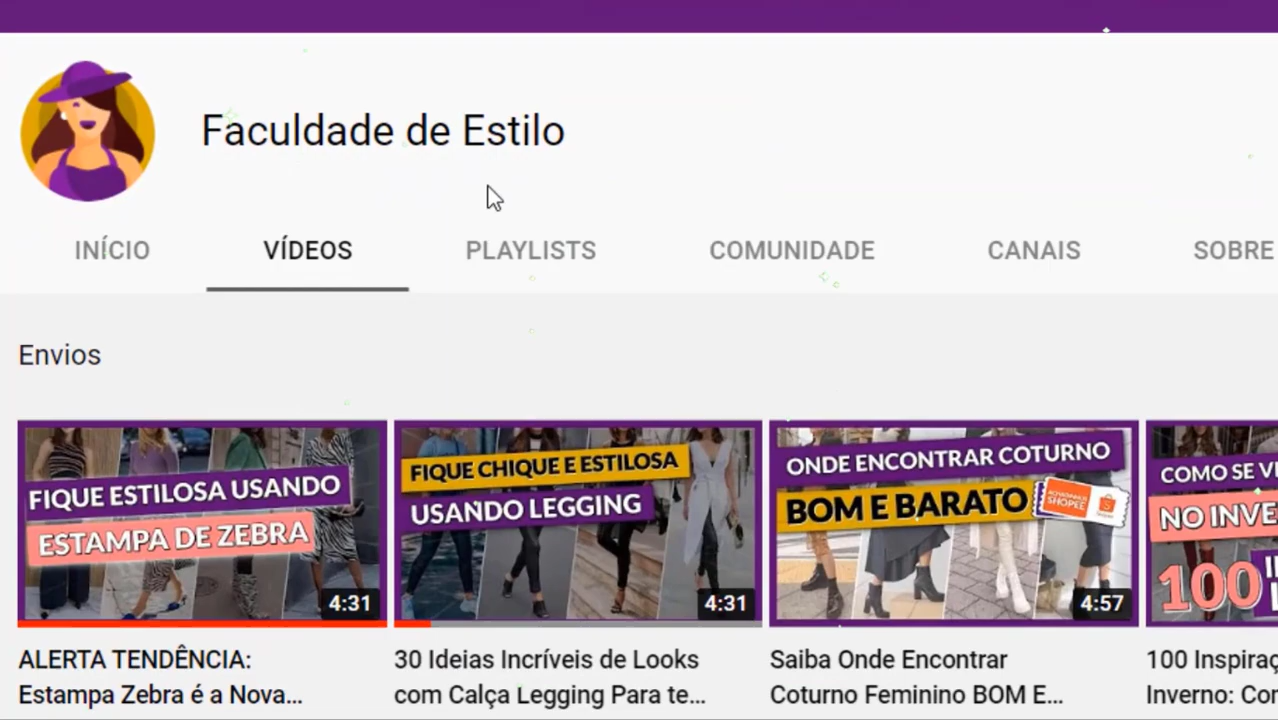 Faculdade de Estilo
INÍCIO VÍDEOS PLAYLISTS COMUNIDADE CANAIS SOBRE
Envios
FIQUE ESTILOSA USANDO
ESTAMPA DE ZEBRA
4:31
FIQUE CHIQUE E ESTILOSA
USANDO LEGGING
4:31
ONDE ENCONTRAR COTURNO
BOM E BARATO
ACHADINHOS
SHOPEE
4:57
COMO SE
NO
100
ALERTA TENDÊNCIA:
Estampa Zebra é a Nova...
30 Ideias Incríveis de Looks
com Calça Legging Para te...
Saiba Onde Encontrar
Coturno Feminino BOM E...
100
Inverno: